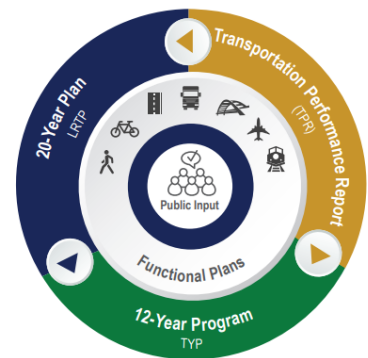 20-Year Plan
LRTP
Transportation Performance Report
(TPR)
Public Input
Functional Plans
12-Year Program
TYP